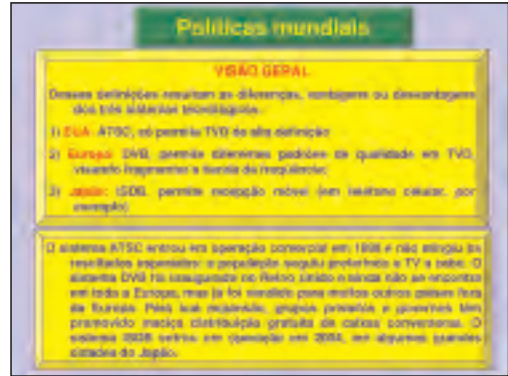 Políticas mundiais
VISÃO GERAL
Dessas definições resultam as diferenças, vantagens ou desvantagens
dos três sistemas tecnológicos.
1) EUA: ATSC, só permite TVD de alta definição
2) Europa: DVB, permite diferentes padrões de qualidade em TVD,
visando fragmentar a banda de frequência;
3) Japão: ISDB, permite recepção móvel (em telefone celular, por
exemplo)
O sistema ATSC entrou em operação comercial em 1998 e não atingiu os
resultados esperados: a população seguiu preferindo a TV a cabo. O
sistema DVB foi inaugurado no Reino Unido e ainda não se encontra
em toda a Europa, mas já foi vendido para muitos outros países fora
da Europa. Para sua expansão, grupos privados e governos têm
promovido maciça distribuição gratuita de caixas conversoras. O
sistema ISDB entrou em operação em 2003, em algumas grandes
cidades do Japão.